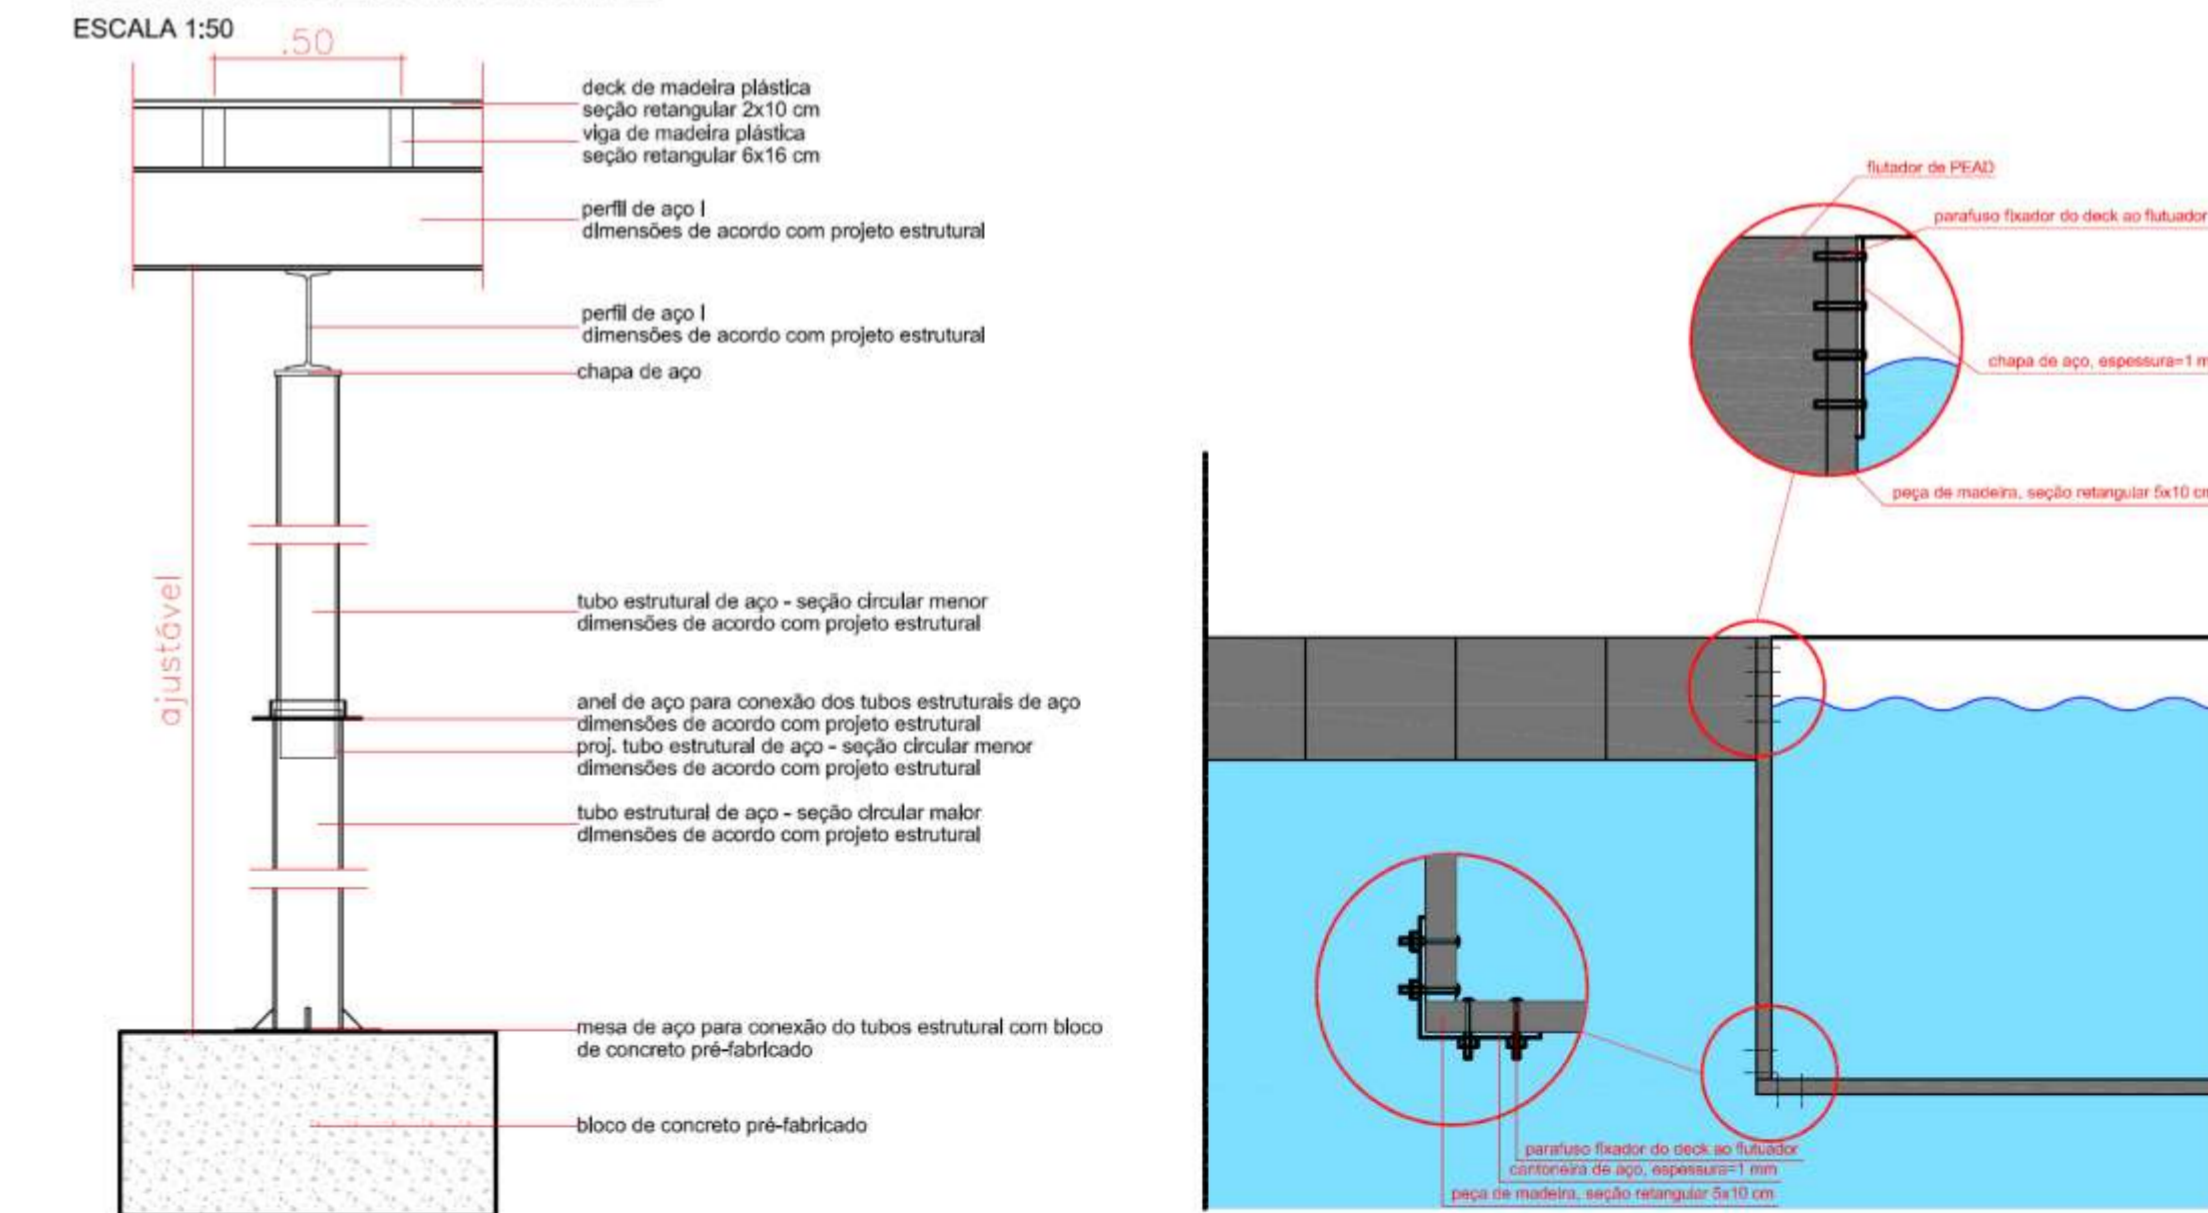 ESCALA 1:50
.50
deck de madeira plástica
seção retangular 2x10 cm
viga de madeira plástica
seção retangular 6x16 cm
perfil de aço I
dimensões de acordo com projeto estrutural
perfil de aço I
dimensões de acordo com projeto estrutural
chapa de aço
ajustável
tubo estrutural de aço - seção circular menor
dimensões de acordo com projeto estrutural
anel de aço para conexão dos tubos estruturais de aço
dimensões de acordo com projeto estrutural
proj. tubo estrutural de aço - seção circular menor
dimensões de acordo com projeto estrutural
tubo estrutural de aço - seção circular maior
dimensões de acordo com projeto estrutural
mesa de aço para conexão do tubos estrutural com bloco
de concreto pré-fabricado
bloco de concreto pré-fabricado
flutador de PEAD
parafuso fixador do deck ao flutuador
chapa de aço, espessura=1 m
peça de madeira, seção retangular 5x10 cm
parafuso fixador do deck ao flutuador
cantoneira de aço, espessura=1 mm
peça de madeira, seção retangular 5x10 cm